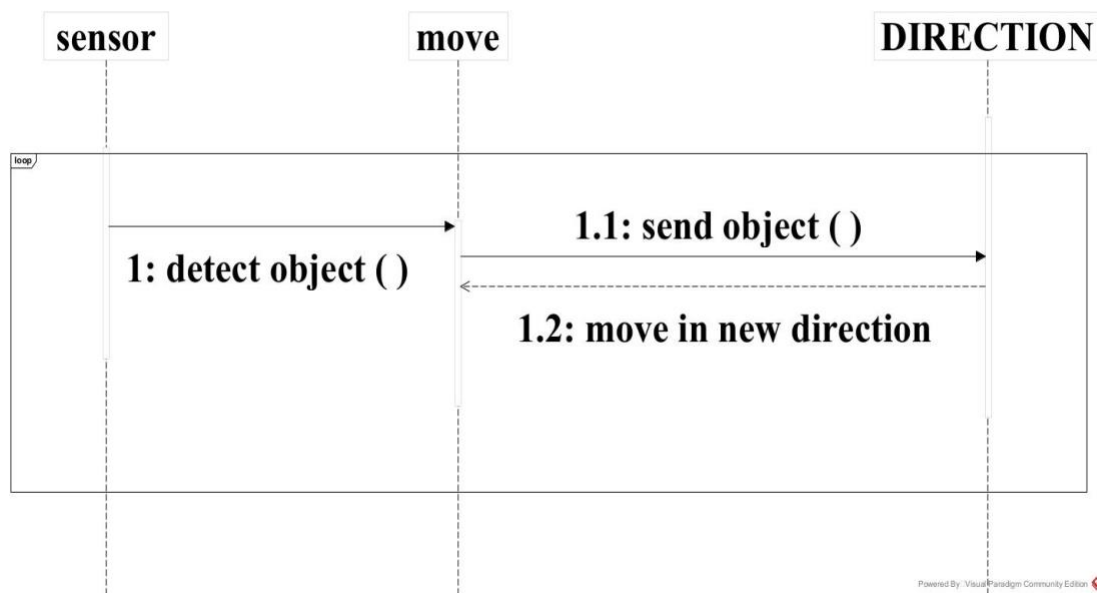 sensor
move
DIRECTION
loop
1.1: send object ( )
1: detect object ( )
1.2: move in new direction
Powered By: Visual Paradigm Community Edition